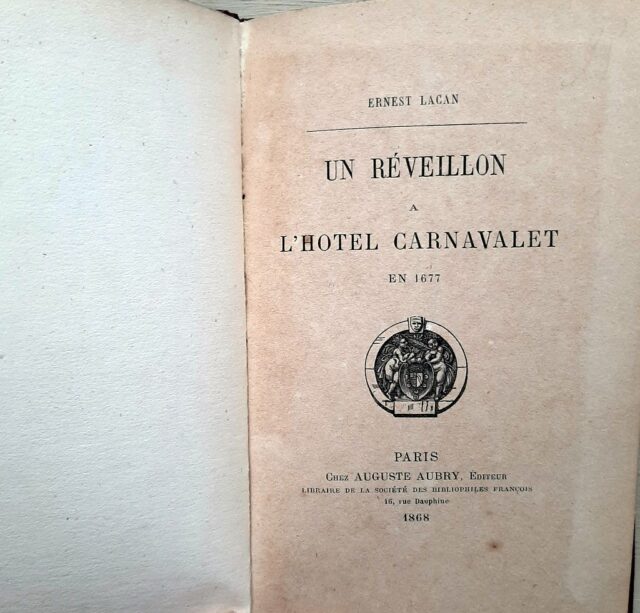 ERNEST LACAN
UN RÉVEILLON
A
L'HOTEL CARNAVALET
EN 1677
PARIS
CHEZ AUGUSTE AUBRY, ÉDITEUR
LIBRAIRE DE LA SOCIÉTÉ DES BIBLIOPHILES FRANÇOIS
16, rue Dauphine
1868